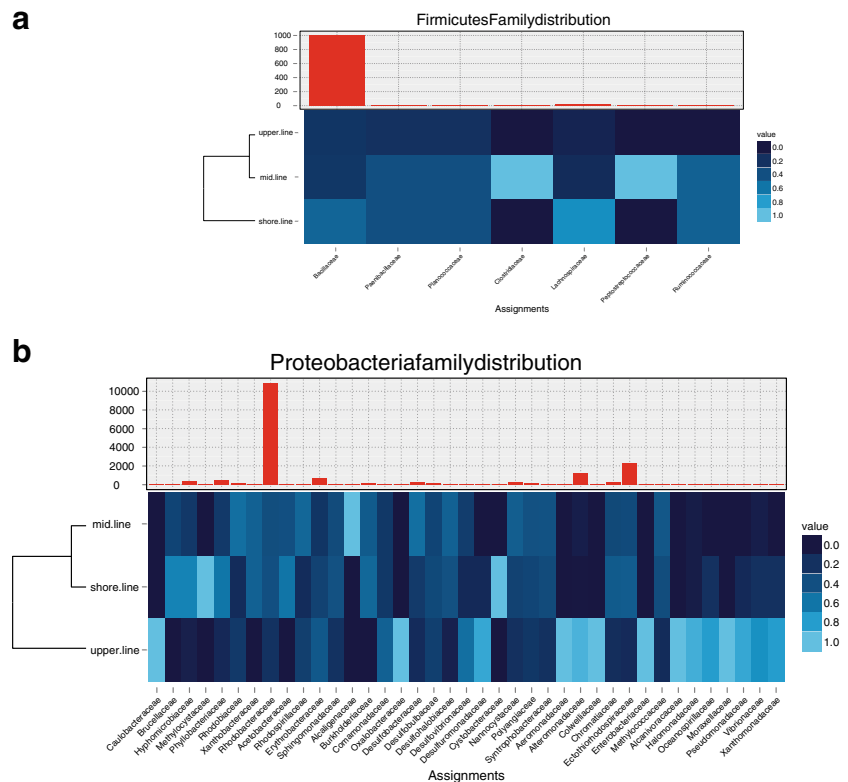 a
FirmicutesFamilydistribution
1000
800
600
400
200
0
upper.line
mid.line
shore.line
value
0.0
0.2
0.4
0.6
0.8
1.0
Bacillaceae
Paenibacillaceae
Planococcaceae
Clostridiaceae
Lachnospiraceae
Peptostreptococcaceae
Ruminococcaceae
Assignments
b
Proteobacteriafamilydistribution
10000
8000
6000
4000
2000
0
mid.line
shore.line
upper.line
value
0.0
0.2
0.4
0.6
0.8
1.0
Caulobacteraceae
Brucellaceae
Hyphomicrobiaceae
Methylocystaceae
Phyllobacteriaceae
Rhodobiaceae
Xanthobacteraceae
Rhodobacteraceae
Acetobacteraceae
Rhodospirillaceae
Erythrobacteraceae
Sphingomonadaceae
Alcaligenaceae
Burkholderiaceae
Comamonadaceae
Oxalobacteraceae
Desulfobacteraceae
Desulfobulbaceae
Desulfohalobiaceae
Desulfovibrionaceae
Desulfuromonadaceae
Cystobacteraceae
Nannocystaceae
Polyangiaceae
Syntrophobacteraceae
Aeromonadaceae
Alteromonadaceae
Colwelliaceae
Chromatiaceae
Ectothiorhodospiraceae
Enterobacteriaceae
Methylococcaceae
Alcanivoracaceae
Halomonadaceae
Oceanospirillaceae
Moraxellaceae
Pseudomonadaceae
Vibrionaceae
Xanthomonadaceae
Assignments